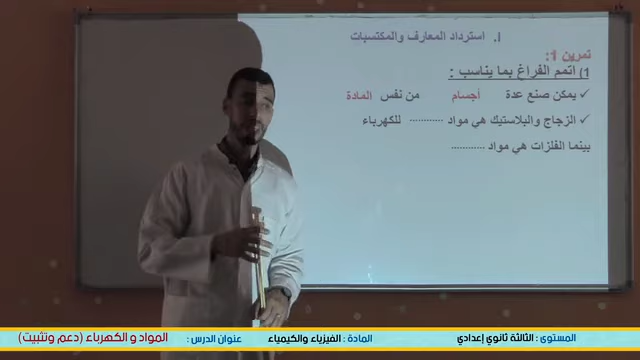 I. استرداد المعارف والمكتسبات
تمرين 1:
1) أتمم الفراغ بما يناسب :
✓ يمكن صنع عدة أجسام من نفس المادة
✓ الزجاج والبلاستيك هي مواد ............ للكهرباء
بينما الفلزات هي مواد ............
المستوى : الثالثة ثانوي إعدادي المادة : الفيزياء والكيمياء عنوان الدرس : المواد و الكهرباء (دعم وتثبيت)